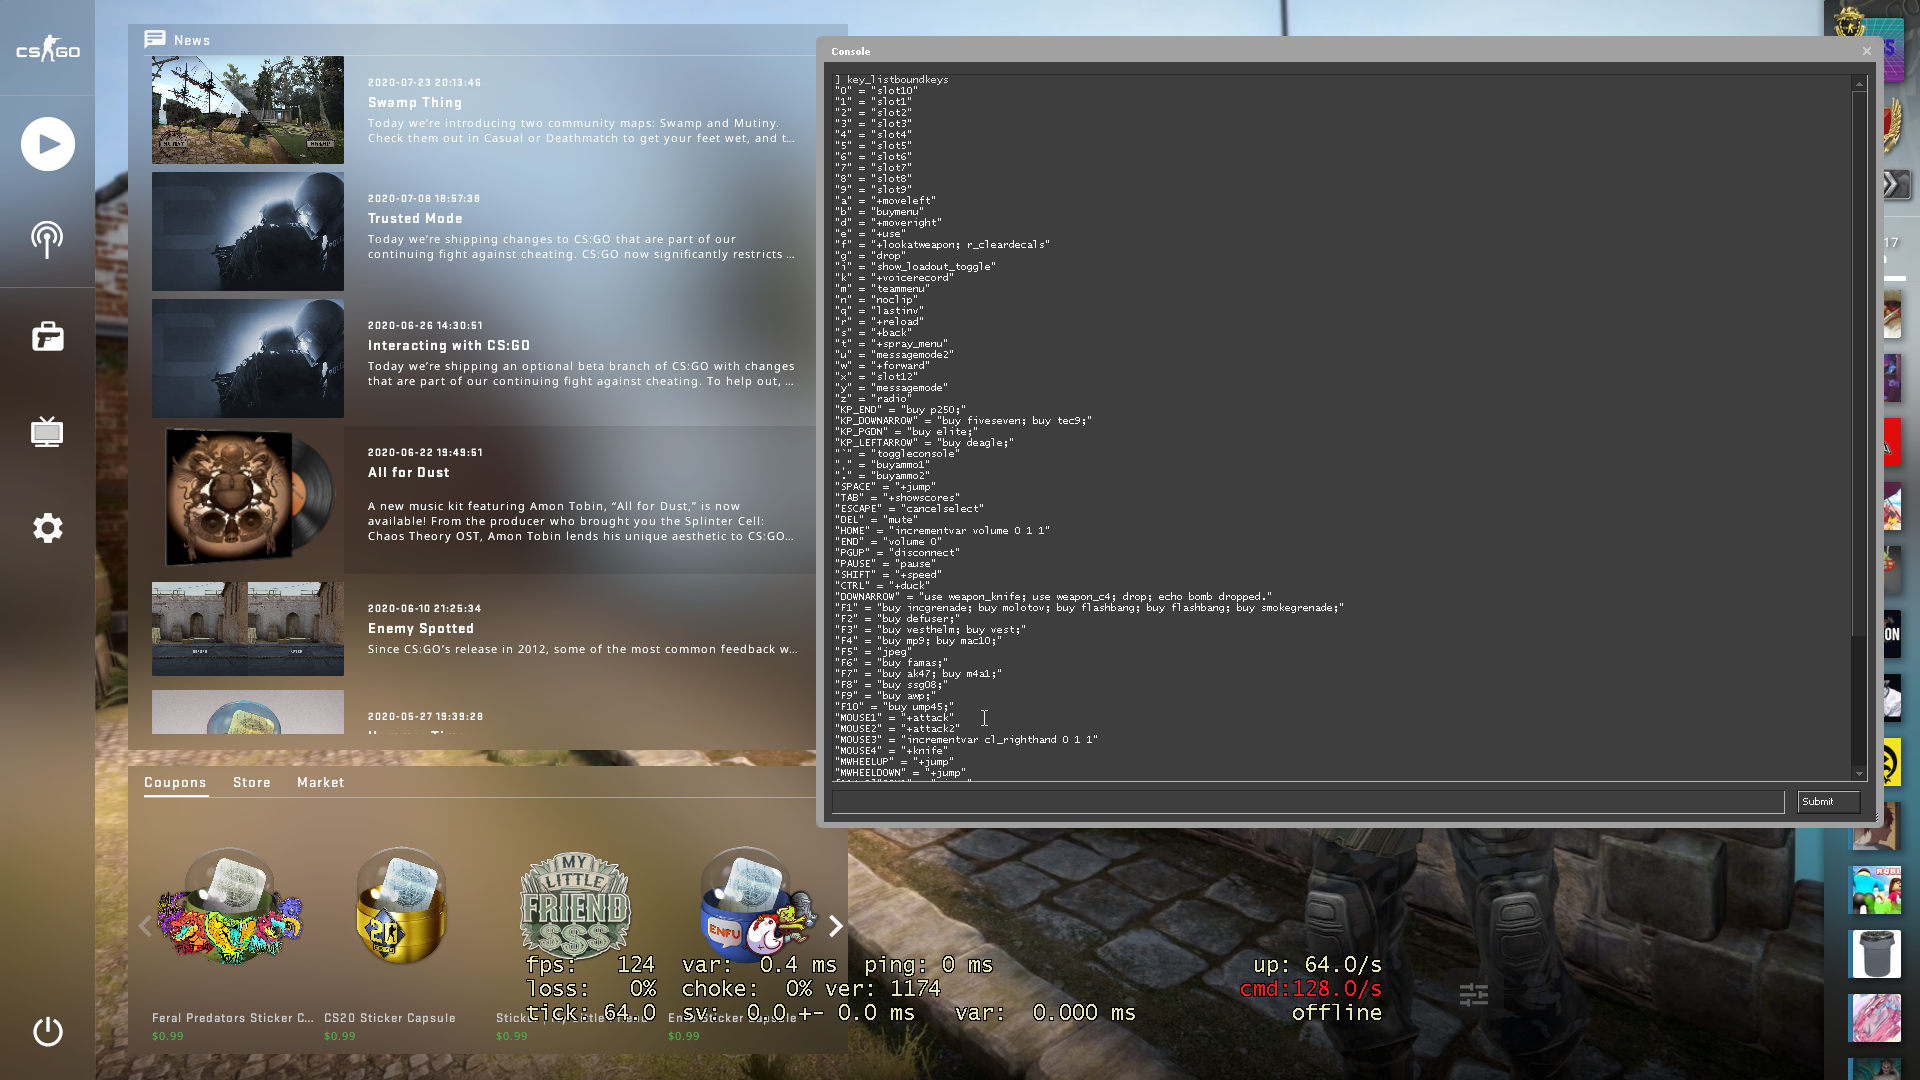 CS GO
News
2020-07-23 20:13:46
Swamp Thing
Today we're introducing two community maps: Swamp and Mutiny.
Check them out in Casual or Deathmatch to get your feet wet, and t...
2020-07-08 18:57:38
Trusted Mode
Today we're shipping changes to CS:GO that are part of our
continuing fight against cheating. CS:GO now significantly restricts ...
2020-06-26 14:30:51
Interacting with CS:GO
Today we're shipping an optional beta branch of CS:GO with changes
that are part of our continuing fight against cheating. To help out, ...
2020-06-22 19:49:51
All for Dust
A new music kit featuring Amon Tobin, “All for Dust,” is now
available! From the producer who brought you the Splinter Cell:
Chaos Theory OST, Amon Tobin lends his unique aesthetic to CS:GO...
2020-06-10 21:25:34
Enemy Spotted
Since CS:GO's release in 2012, some of the most common feedback w...
2020-05-27 19:39:28
Coupons Store Market
MY
LITTLE
FRIEND
$$$
20
ENFU
Feral Predators Sticker C...
$0.99
CS20 Sticker Capsule
$0.99
$0.99
$0.99
Console
] key_listboundkeys
"0" = "slot10"
"1" = "slot1"
"2" = "slot2"
"3" = "slot3"
"4" = "slot4"
"5" = "slot5"
"6" = "slot6"
"7" = "slot7"
"8" = "slot8"
"9" = "slot9"
"a" = "+moveleft"
"b" = "buymenu"
"d" = "+moveright"
"e" = "+use"
"f" = "+lookatweapon; r_cleardecals"
"g" = "drop"
"i" = "show_loadout_toggle"
"k" = "+voicerecord"
"m" = "teammenu"
"n" = "noclip"
"q" = "lastinv"
"r" = "+reload"
"s" = "+back"
"t" = "+spray_menu"
"u" = "messagemode2"
"w" = "+forward"
"x" = "slot12"
"y" = "messagemode"
"z" = "radio"
"KP_END" = "buy p250;"
"KP_DOWNARROW" = "buy fiveseven; buy tec9;"
"KP_PGDN" = "buy elite;"
"KP_LEFTARROW" = "buy deagle;"
"`" = "toggleconsole"
"," = "buyammo1"
"." = "buyammo2"
"SPACE" = "+jump"
"TAB" = "+showscores"
"ESCAPE" = "cancelselect"
"DEL" = "mute"
"HOME" = "incrementvar volume 0 1 1"
"END" = "volume 0"
"PGUP" = "disconnect"
"PAUSE" = "pause"
"SHIFT" = "+speed"
"CTRL" = "+duck"
"DOWNARROW" = "use weapon_knife; use weapon_c4; drop; echo bomb dropped."
"F1" = "buy incgrenade; buy molotov; buy flashbang; buy flashbang; buy smokegrenade;"
"F2" = "buy defuser;"
"F3" = "buy vesthelm; buy vest;"
"F4" = "buy mp9; buy mac10;"
"F5" = "jpeg"
"F6" = "buy famas;"
"F7" = "buy ak47; buy m4a1;"
"F8" = "buy ssg08;"
"F9" = "buy awp;"
"F10" = "buy ump45;"
"MOUSE1" = "+attack"
"MOUSE2" = "+attack2"
"MOUSE3" = "incrementvar cl_righthand 0 1 1"
"MOUSE4" = "+knife"
"MWHEELUP" = "+jump"
"MWHEELDOWN" = "+jump"
Submit
fps: 124 var: 0.4 ms ping: 0 ms
loss: 0% choke: 0% ver: 1174
tick: 64.0 sv: 0.0 +- 0.0 ms var: 0.000 ms
up: 64.0/s
cmd:128.0/s
offline
17
ON
ROBL